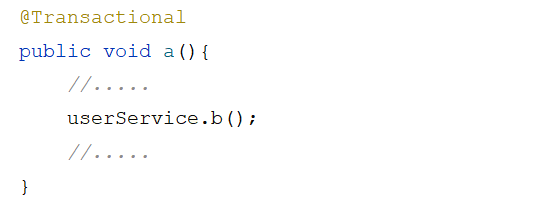 @Transactional
public void a(){
    //.....
    userService.b();
    //.....
}